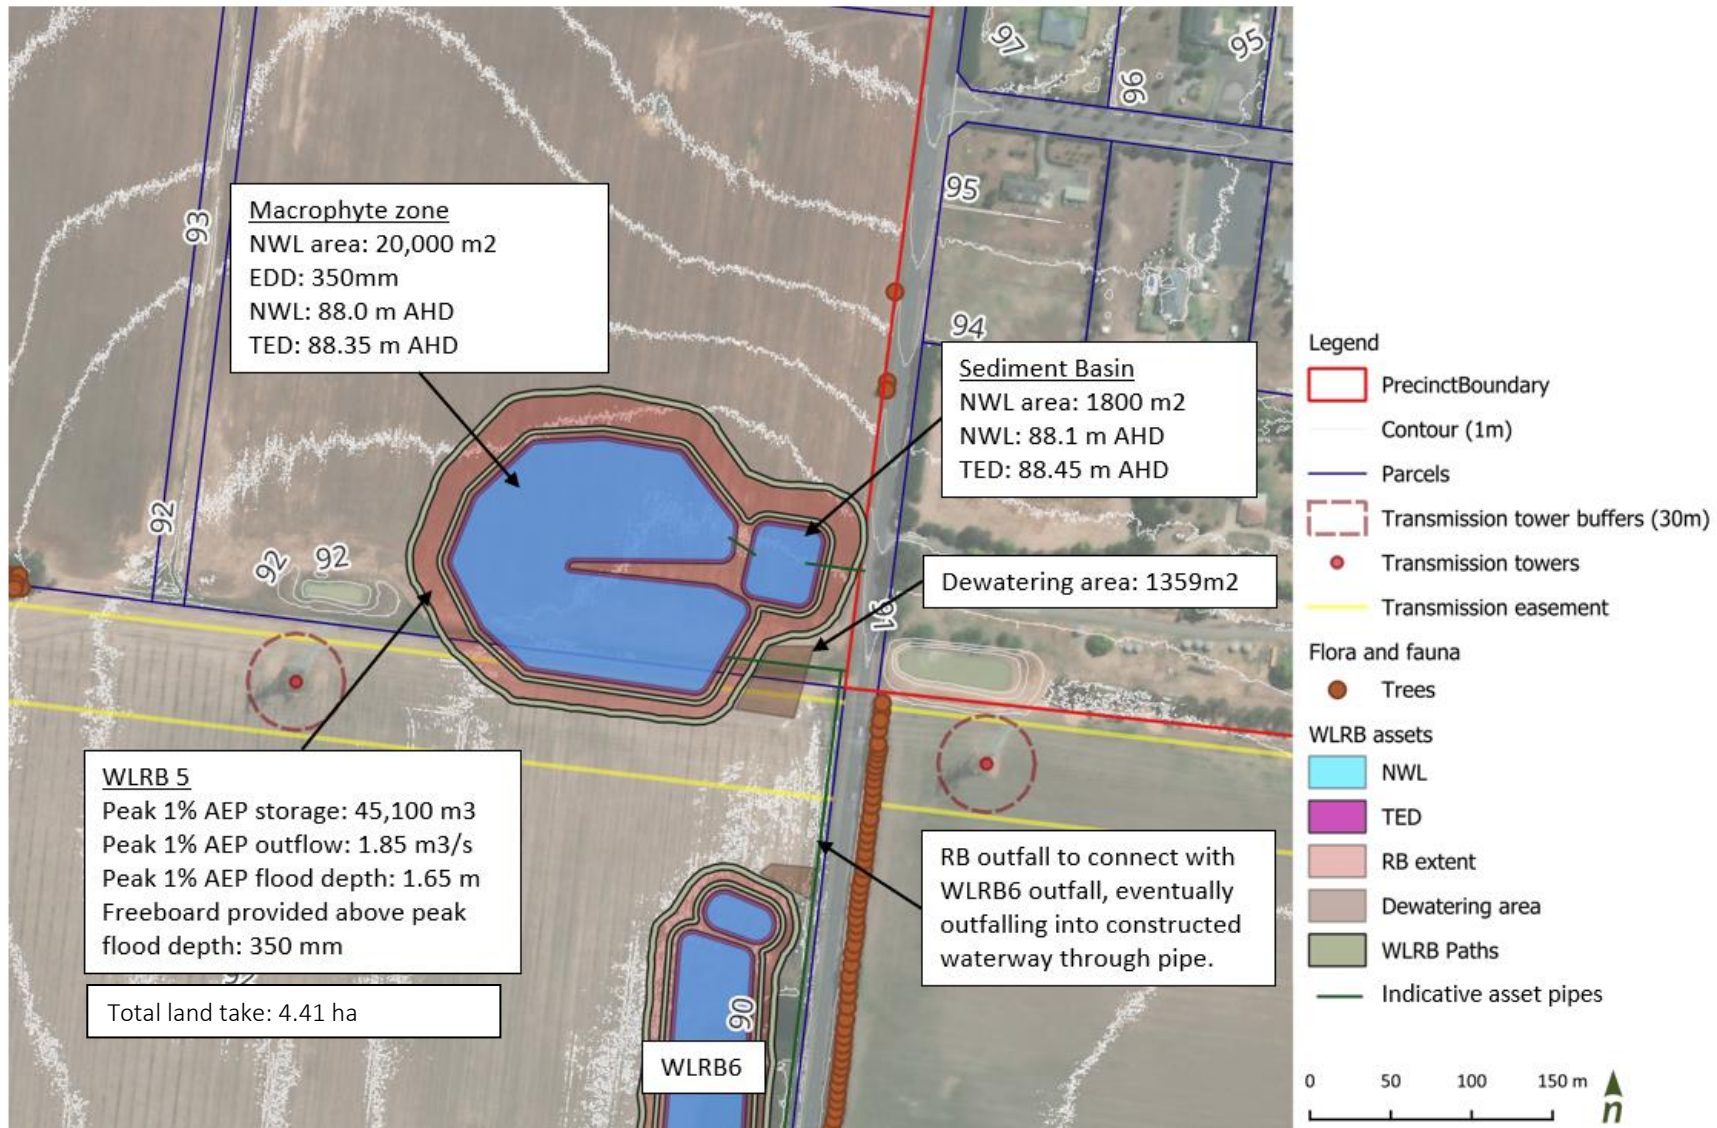 97
95
96
93
95
94
Macrophyte zone
NWL area: 20,000 m2
EDD: 350mm
NWL: 88.0 m AHD
TED: 88.35 m AHD
Sediment Basin
NWL area: 1800 m2
NWL: 88.1 m AHD
TED: 88.45 m AHD
92
92
92
Dewatering area: 1359m2
91
WLRB 5
Peak 1% AEP storage: 45,100 m3
Peak 1% AEP outflow: 1.85 m3/s
Peak 1% AEP flood depth: 1.65 m
Freeboard provided above peak
flood depth: 350 mm
Total land take: 4.41 ha
RB outfall to connect with
WLRB6 outfall, eventually
outfalling into constructed
waterway through pipe.
90
WLRB6
Legend
PrecinctBoundary
Contour (1m)
Parcels
Transmission tower buffers (30m)
Transmission towers
Transmission easement
Flora and fauna
Trees
WLRB assets
NWL
TED
RB extent
Dewatering area
WLRB Paths
Indicative asset pipes
0 50 100 150 m
n